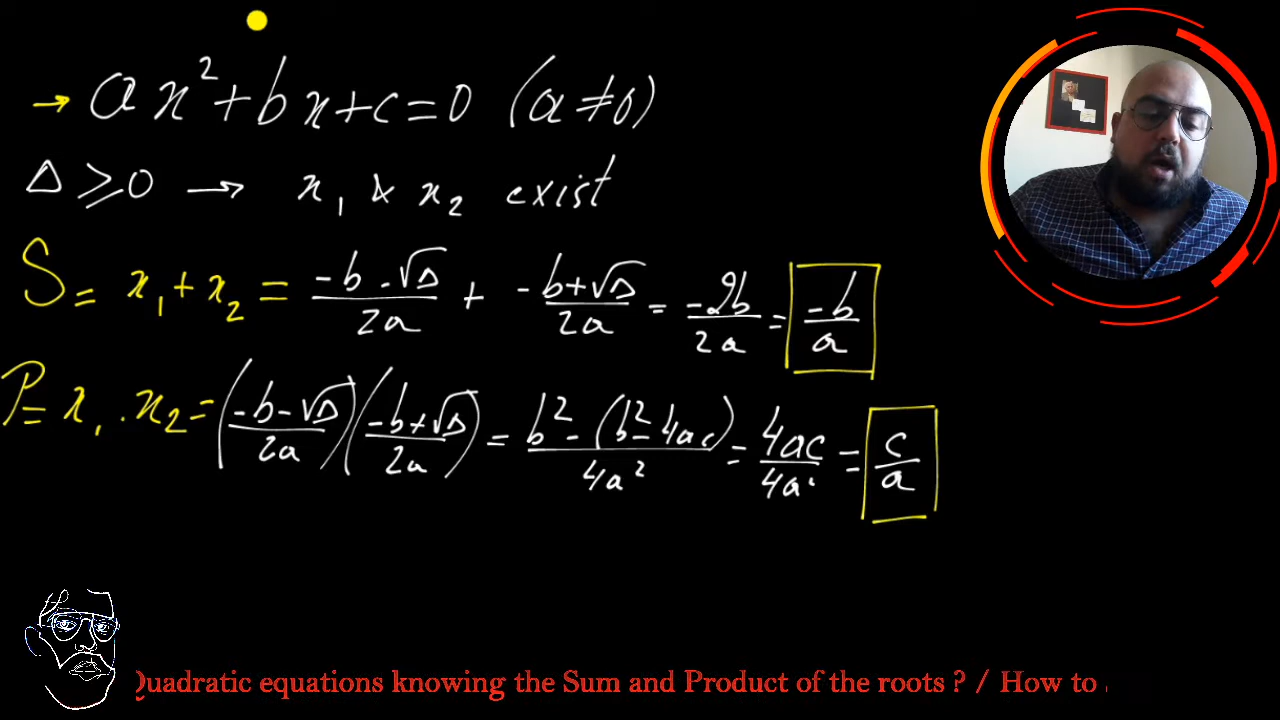 → ax²+bx+c=0 (a≠0)
Δ⩾0 → x₁ & x₂ exist
S = x₁+x₂ = (-b-√Δ)/2a + (-b+√Δ)/2a = -2b/2a = -b/a
P = x₁.x₂ = ((-b-√Δ)/2a)((-b+√Δ)/2a) = (b²-(b²-4ac))/4a² = 4ac/4a² = c/a
Quadratic equations knowing the Sum and Product of the roots ? / How to